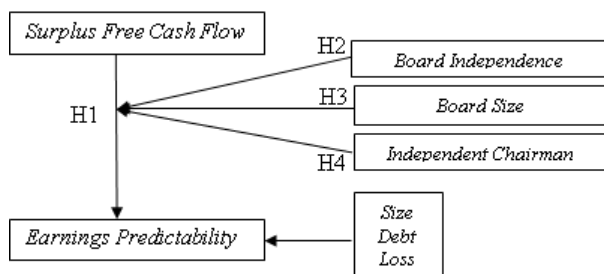 Surplus Free Cash Flow
H2
Board Independence
H3
Board Size
H1
H4
Independent Chairman
Size
Debt
Loss
Earnings Predictability